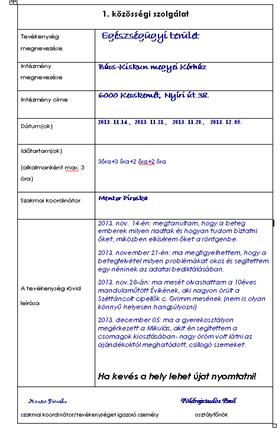 1. közösségi szolgálat
Tevékenység
megnevezése
Egészségügyi terület
Intézmény
megnevezése
Bács-Kiskun megyei Kórház
Intézmény címe
6000 Kecskemét, Nyíri út 38.
Dátum(ok)
2013. 11.14., 2013. 11.21., 2013. 11.28., 2013. 12.05.
Időtartam(ok)
(alkalmanként max. 3
óra)
3óra+3 óra+2 óra+2 óra
Szakmai koordinátor
Mentor Piroska
A tevékenység rövid
leírása
2013. nov. 14-én: megtanultam, hogy a beteg
emberek milyen riadtak és hogyan tudom bíztatni
őket, miközben elkísérem őket a röntgenbe.
2013. november 21-én: ma megfigyelhettem, hogy a
betegfelvétel milyen problémákat okoz és segítettem
egy néninek az adatai bediktálásában.
2013. nov.28-án: ma mesét olvashattam a 10éves
mandulaműtött Évikének, aki nagyon örült a
Széttáncolt cipellők c. Grimm mesének (nem is olyan
könnyű helyesen hangsúlyozni)
2013. december 05: ma a gyerekosztályon
megérkezett a Mikulás, akit én segítettem a
csomagok kiosztásában- nagy öröm volt látni az
ajándékoktól meghatódott, csillogó szemeket.
Ha kevés a hely lehet újat nyomtatni!
Mentor Piroska
Földrajztudós Emil
szakmai koordinátor/tevékenységet igazoló személy
osztályfőnök